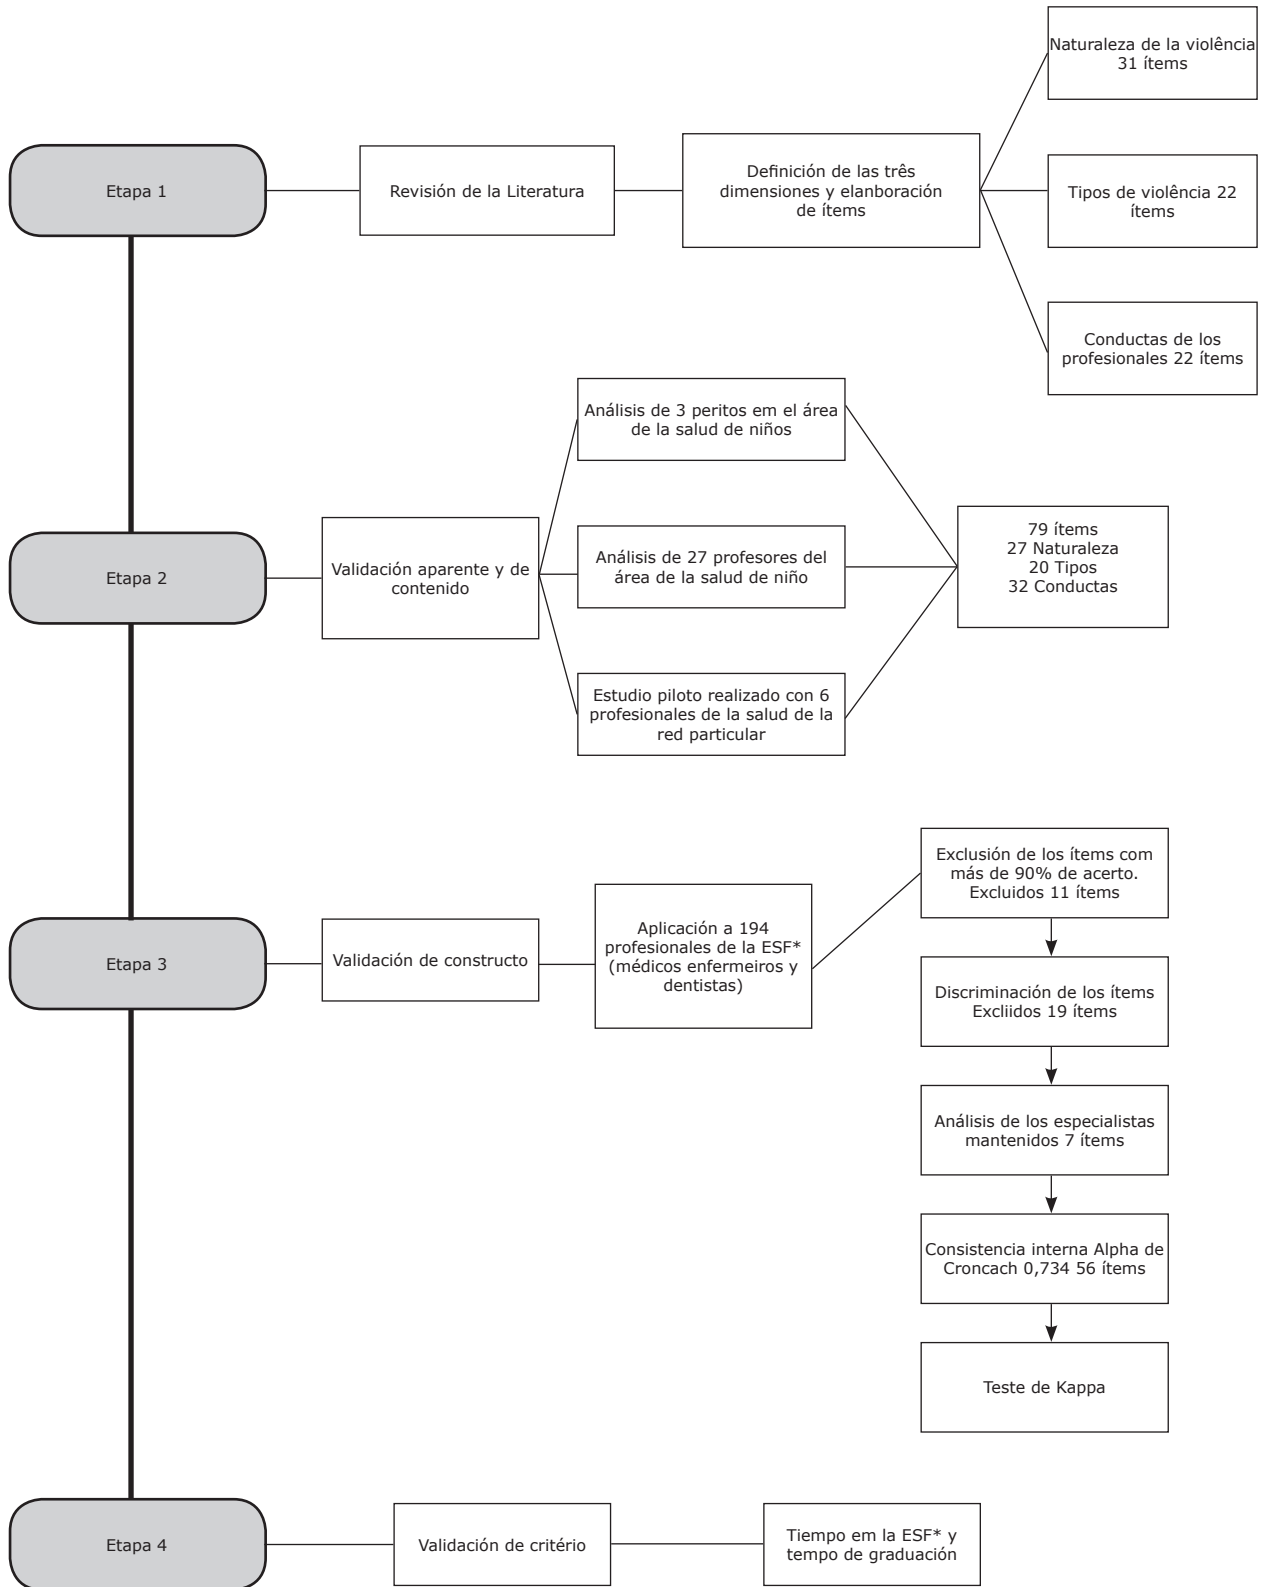 Etapa 1
Revisión de la Literatura
Definición de las três
dimensiones y elanboración
de ítems
Naturaleza de la violência
31 ítems
Tipos de violência 22
ítems
Conductas de los
profesionales 22 ítems
Etapa 2
Validación aparente y de
contenido
Análisis de 3 peritos em el área
de la salud de niños
Análisis de 27 profesores del
área de la salud de niño
Estudio piloto realizado con 6
profesionales de la salud de la
red particular
79 ítems
27 Naturaleza
20 Tipos
32 Conductas
Etapa 3
Validación de constructo
Aplicación a 194
profesionales de la ESF*
(médicos enfermeiros y
dentistas)
Exclusión de los ítems com
más de 90% de acerto.
Excluidos 11 ítems
Discriminación de los ítems
Excliidos 19 ítems
Análisis de los especialistas
mantenidos 7 ítems
Consistencia interna Alpha de
Croncach 0,734 56 ítems
Teste de Kappa
Etapa 4
Validación de critério
Tiempo em la ESF* y
tempo de graduación